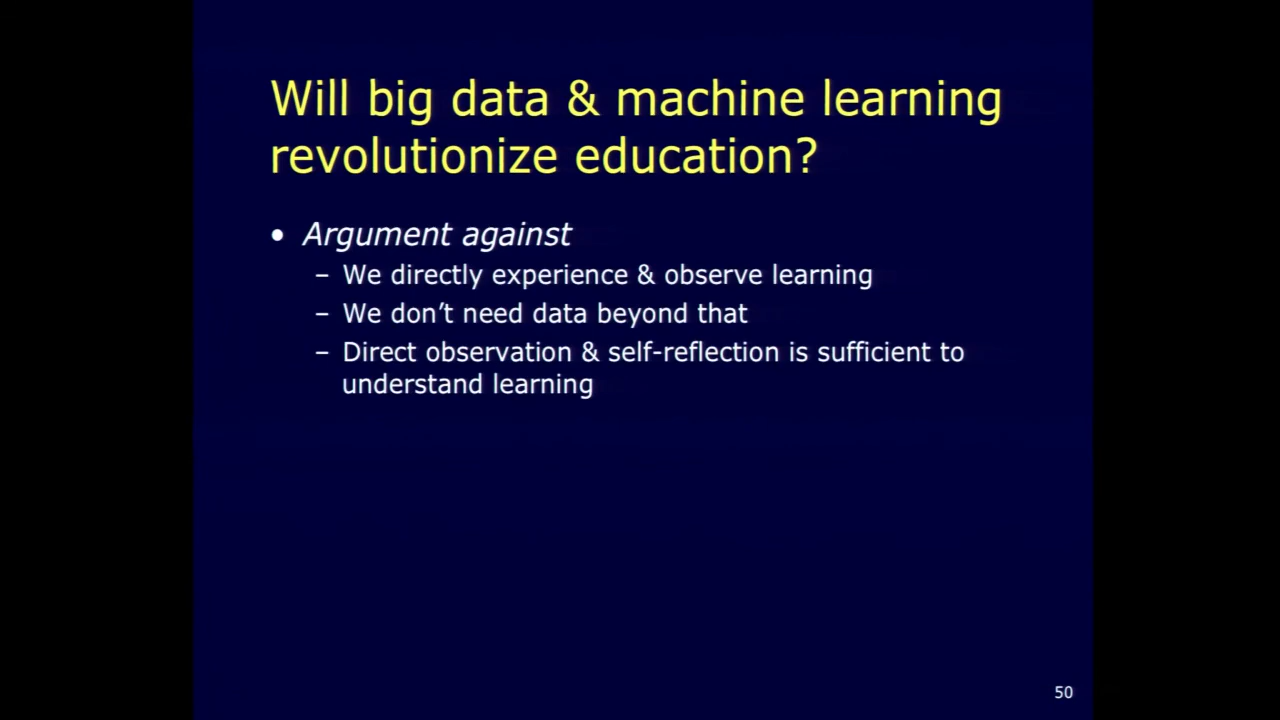 Will big data & machine learning
revolutionize education?
• Argument against
– We directly experience & observe learning
– We don’t need data beyond that
– Direct observation & self-reflection is sufficient to
understand learning
50